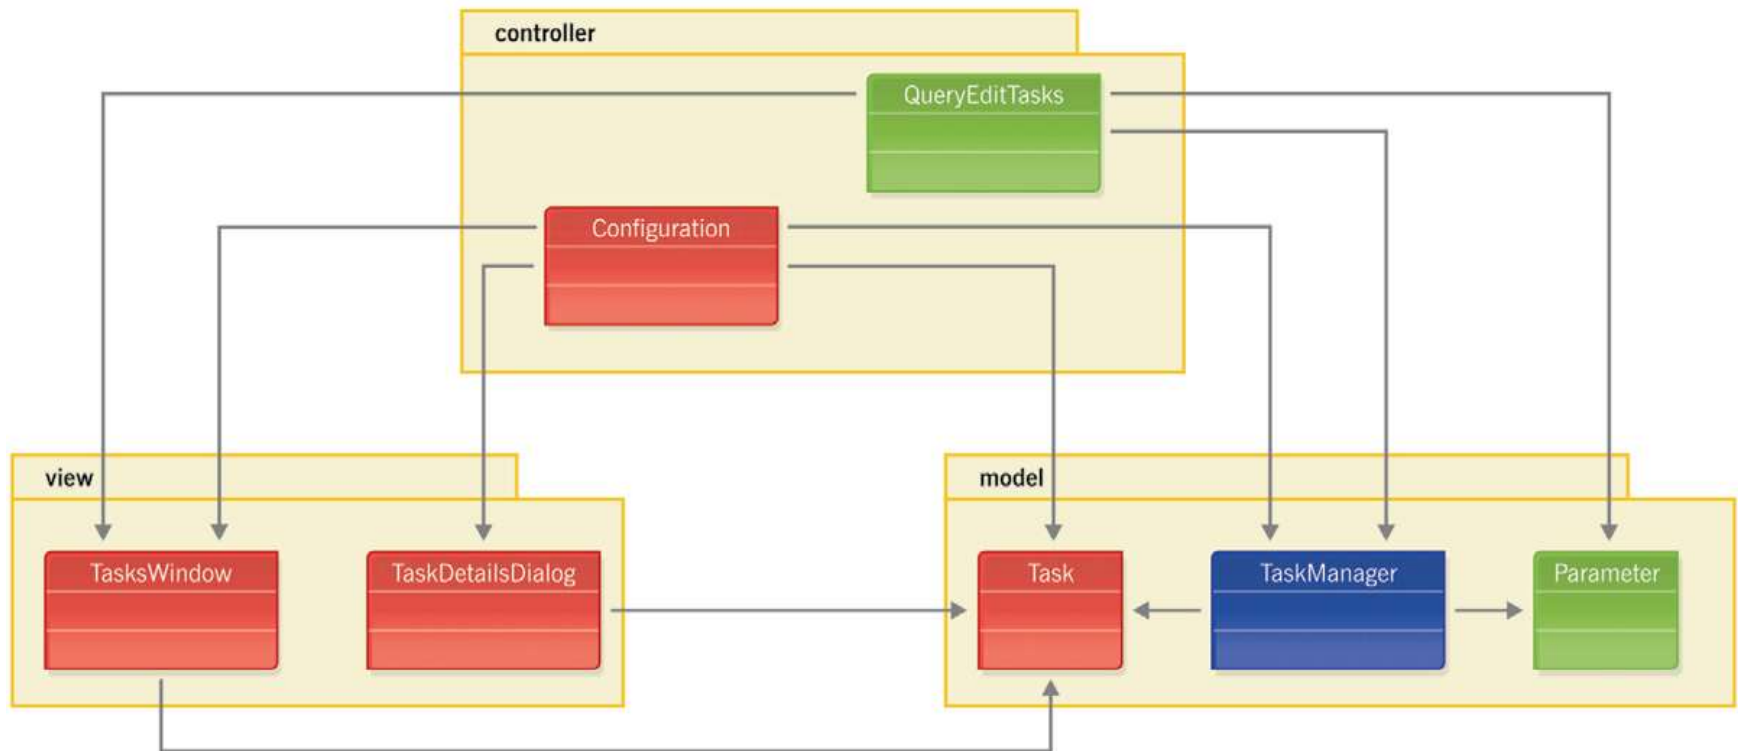 controller
QueryEditTasks
Configuration
view
model
TasksWindow
TaskDetailsDialog
Task
TaskManager
Parameter